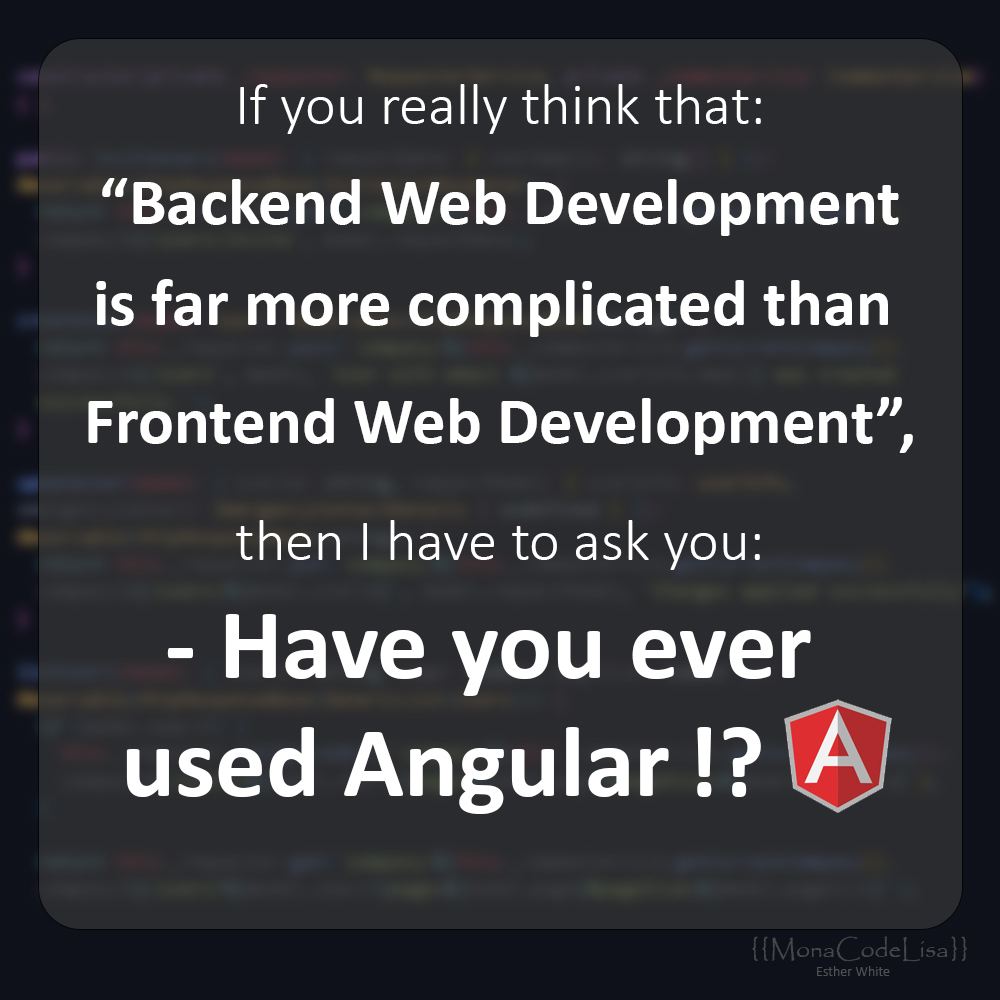 If you really think that:
“Backend Web Development
is far more complicated than
Frontend Web Development”,
then I have to ask you:
- Have you ever
used Angular !?
A
{{MonaCodeLisa}}
Esther White